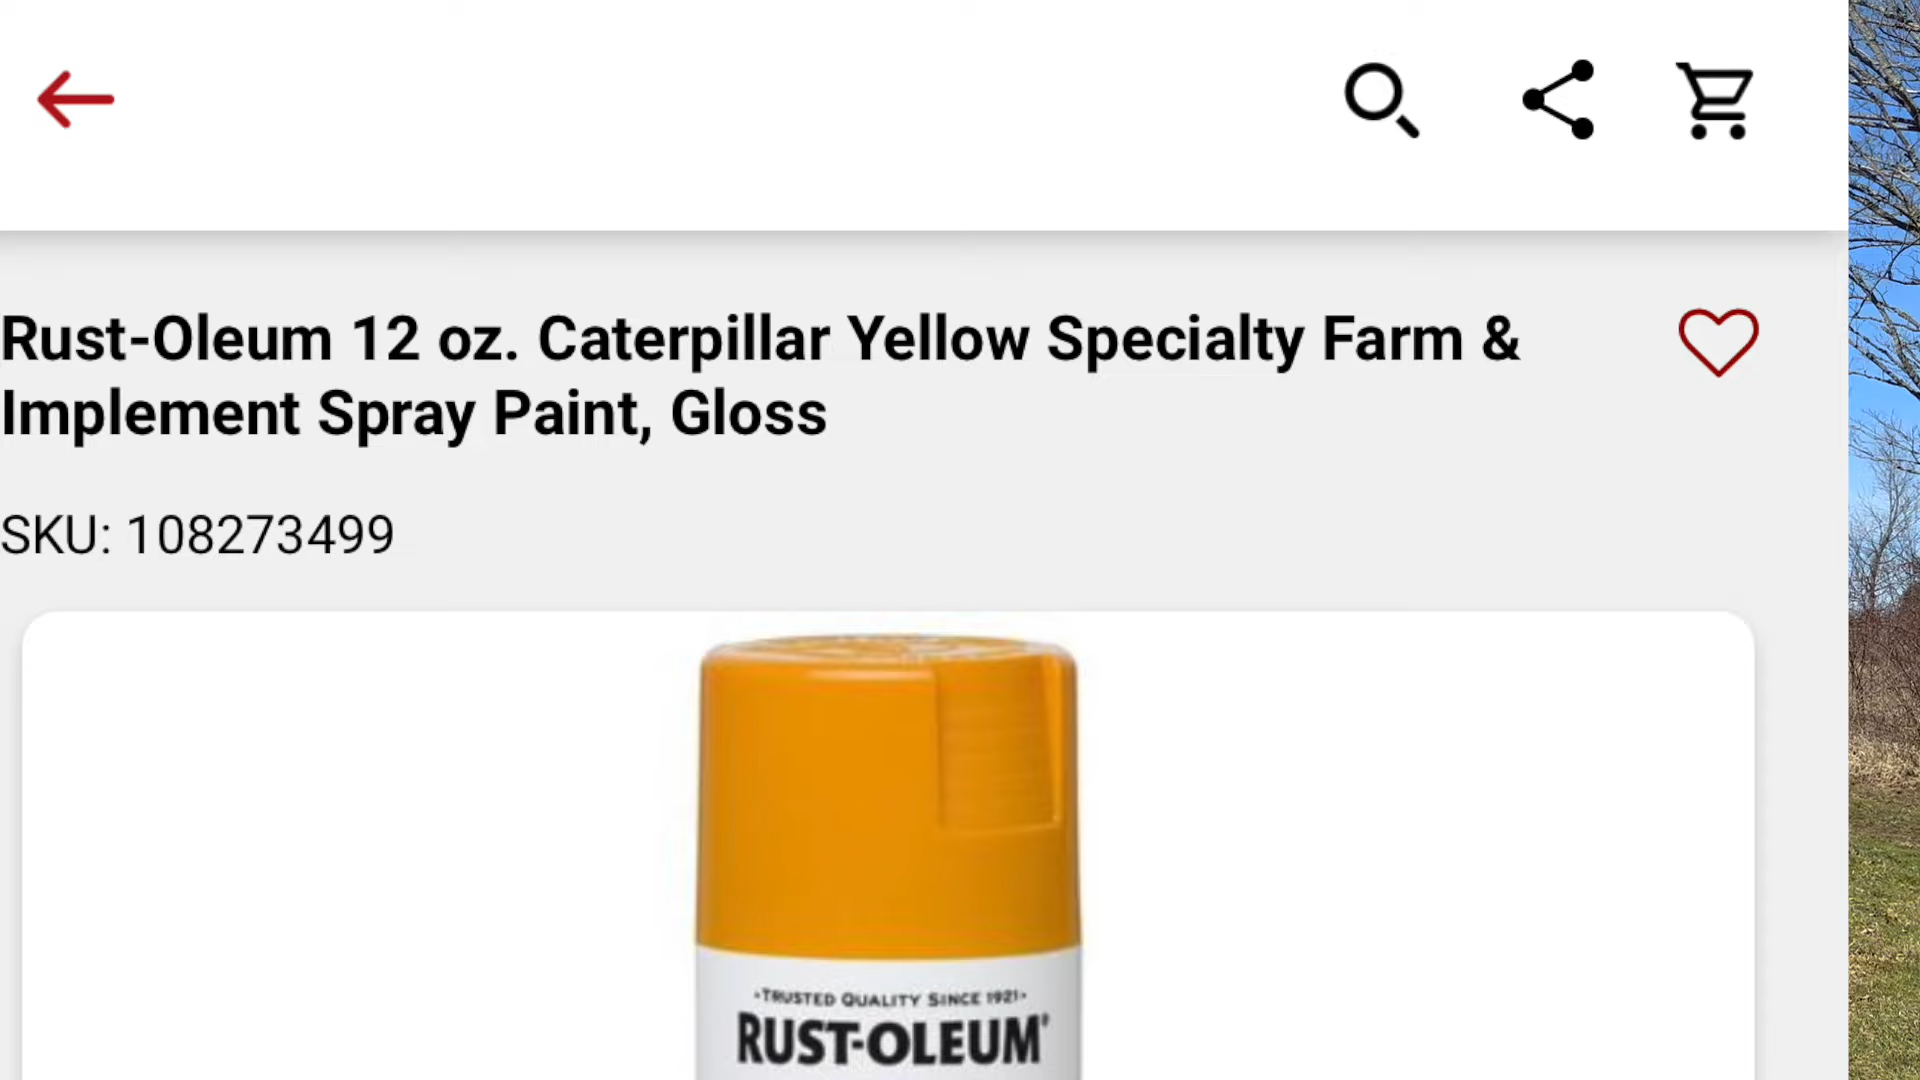 Rust-Oleum 12 oz. Caterpillar Yellow Specialty Farm &
Implement Spray Paint, Gloss
SKU: 108273499
•TRUSTED QUALITY SINCE 1921•
RUST-OLEUM®